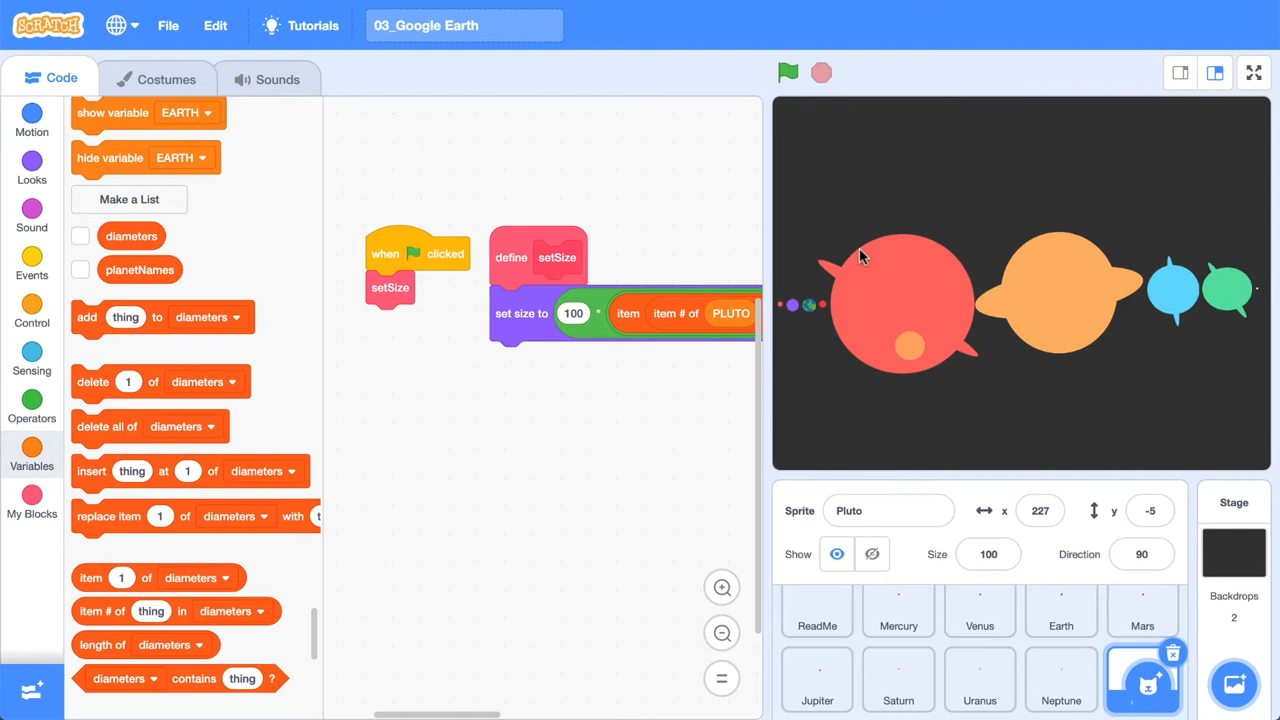 SCRATCH File Edit Tutorials 03_Google Earth
Code Costumes Sounds
Motion
Looks
Sound
Events
Control
Sensing
Operators
Variables
My Blocks
show variable EARTH
hide variable EARTH
Make a List
diameters
planetNames
add thing to diameters
delete 1 of diameters
delete all of diameters
insert thing at 1 of diameters
replace item 1 of diameters with
item 1 of diameters
item # of thing in diameters
length of diameters
diameters contains thing ?
when clicked
setSize
define setSize
set size to 100 * item item # of PLUTO
Sprite Pluto x 227 y -5
Show Size 100 Direction 90
ReadMe Mercury Venus Earth Mars
Jupiter Saturn Uranus Neptune
Stage
Backdrops
2